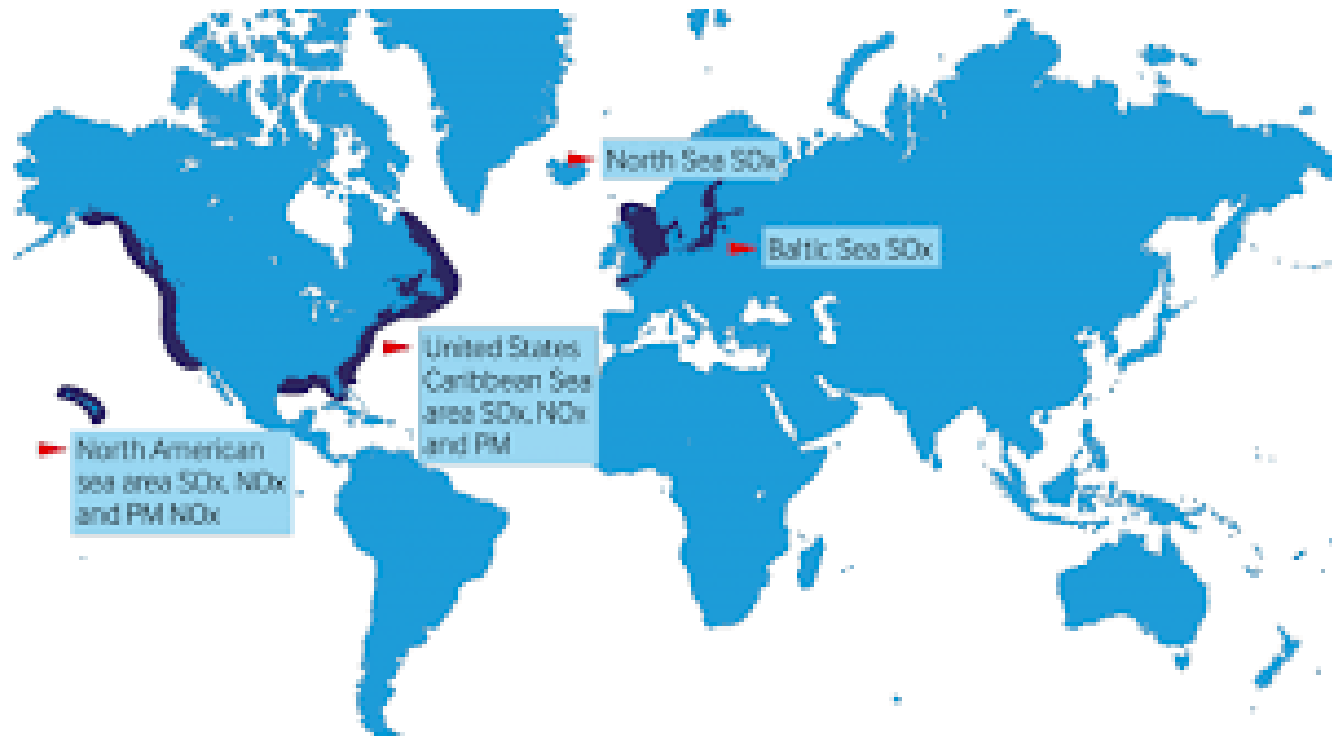 North Sea SOx
Baltic Sea SOx
United States
Caribbean Sea
area SOx, NOx
and PM
North American
sea area SOx, NOx
and PM NOx